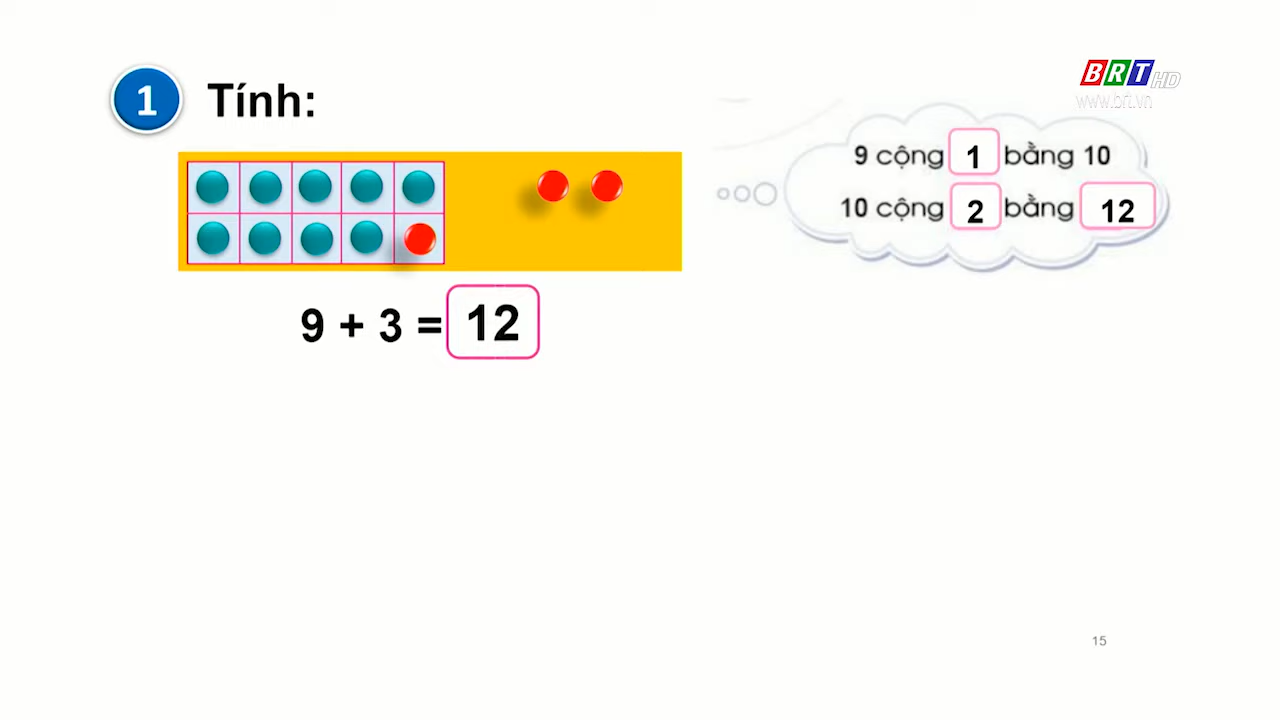 BRT HD
www.brt.vn
1 Tính:
9 cộng 1 bằng 10
10 cộng 2 bằng 12
9 + 3 = 12
15